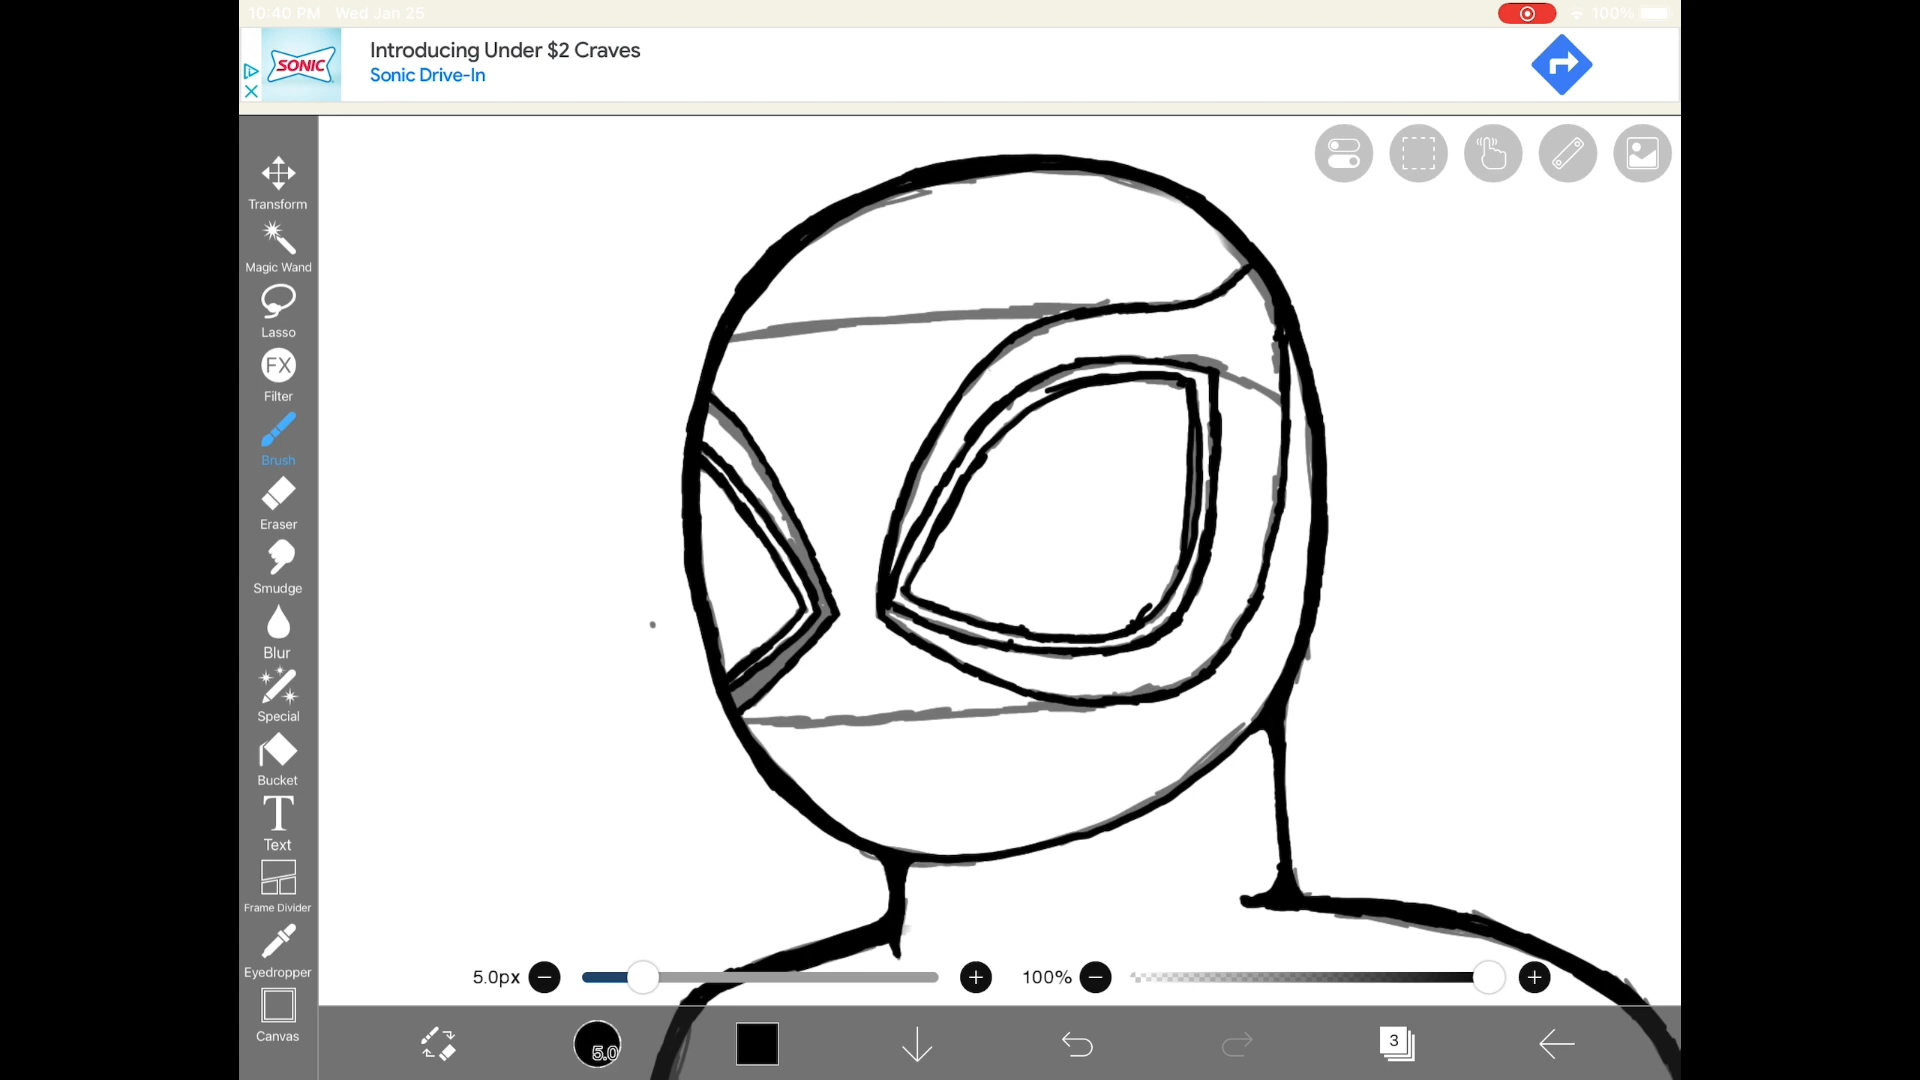 10:40 PM Wed Jan 25
100%
SONIC
Introducing Under $2 Craves
Sonic Drive-In
Transform
Magic Wand
Lasso
FX
Filter
Brush
Eraser
Smudge
Blur
Special
Bucket
T
Text
Frame Divider
Eyedropper
Canvas
5.0px
100%
5.0
3